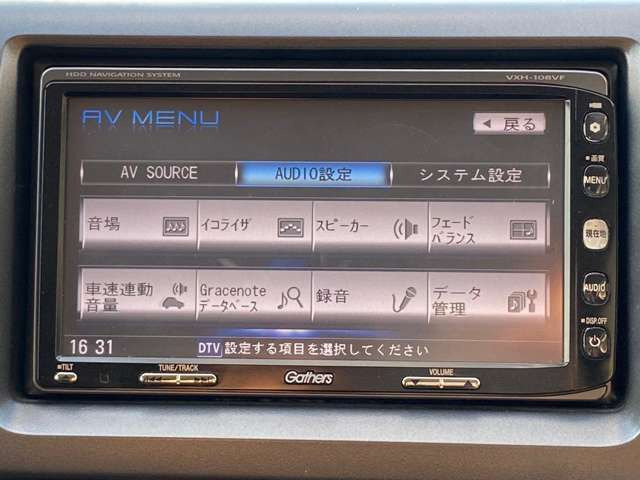 HDD NAVIGATION SYSTEM
VXH-108VF
AV MENU
戻る
AV SOURCE
AUDIO設定
システム設定
音場
イコライザ
スピーカー
フェード
バランス
車速連動
音量
Gracenote
データベース
録音
データ
管理
16 31
DTV 設定する項目を選択してください
画質
MENU
現在地
AUDIO
DISP.OFF
TILT
TUNE/TRACK
Gathers
VOLUME